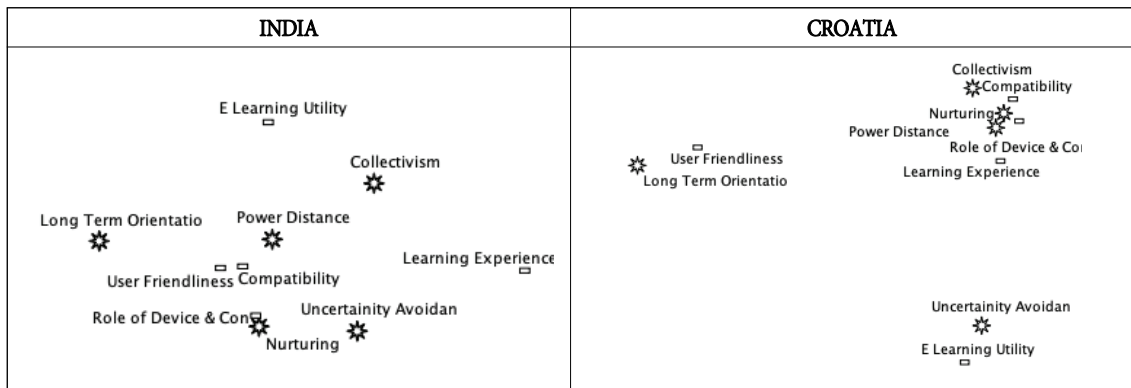 INDIA
E Learning Utility
Collectivism
Long Term Orientatio
Power Distance
Learning Experience
User Friendliness
Compatibility
Role of Device & Con
Uncertainity Avoidan
Nurturing
CROATIA
Collectivism
Compatibility
Nurturing
Power Distance
Role of Device & Con
User Friendliness
Learning Experience
Long Term Orientatio
Uncertainity Avoidan
E Learning Utility